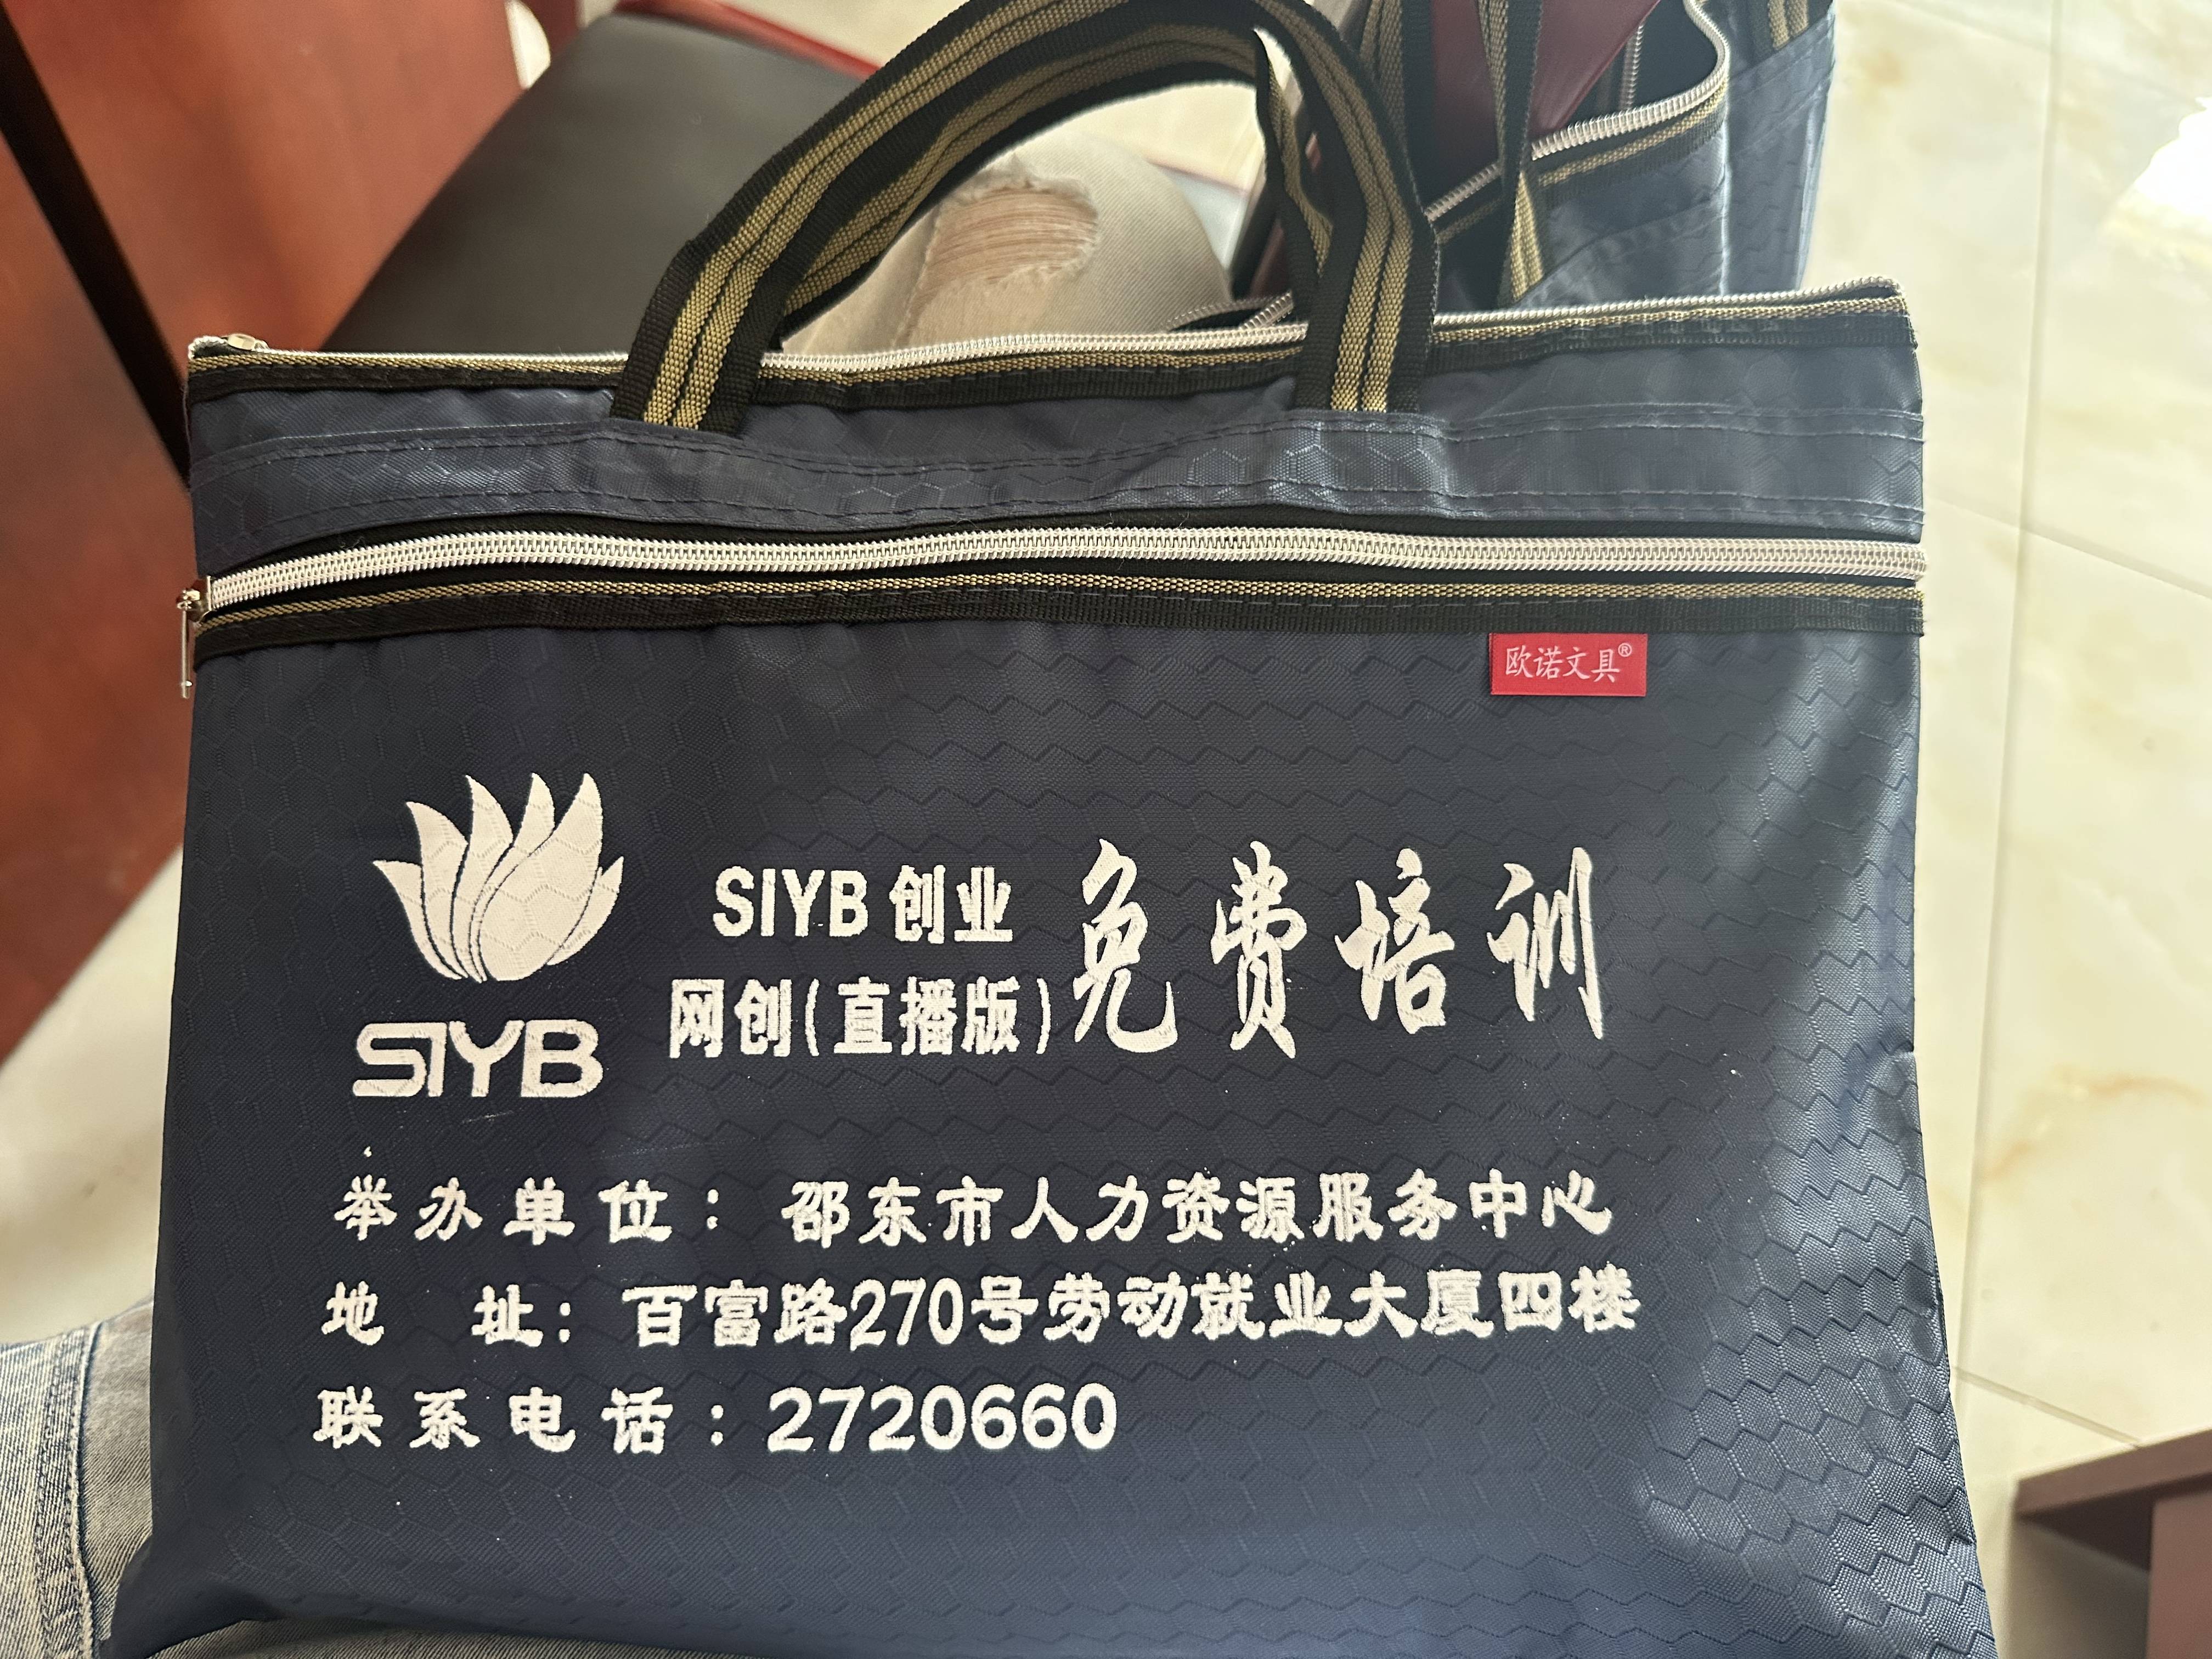 欧诺文具®
SIYB
SIYB 创业
网创(直播版)
免费培训
举办单位：邵东市人力资源服务中心
地 址：百富路270号劳动就业大厦四楼
联系电话：2720660